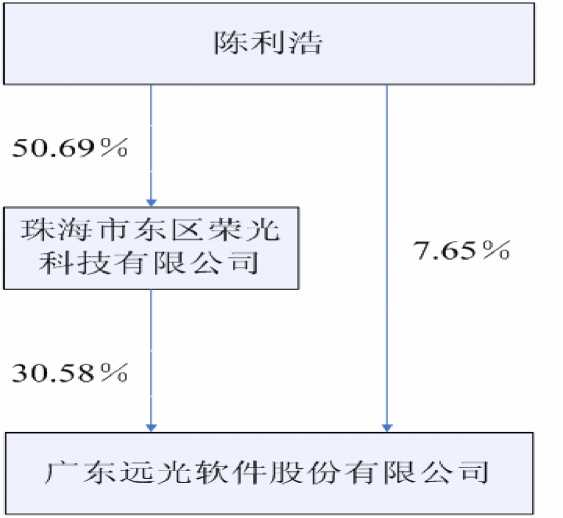 陈利浩
50.69%
珠海市东区荣光
科技有限公司
7.65%
30.58%
广东远光软件股份有限公司